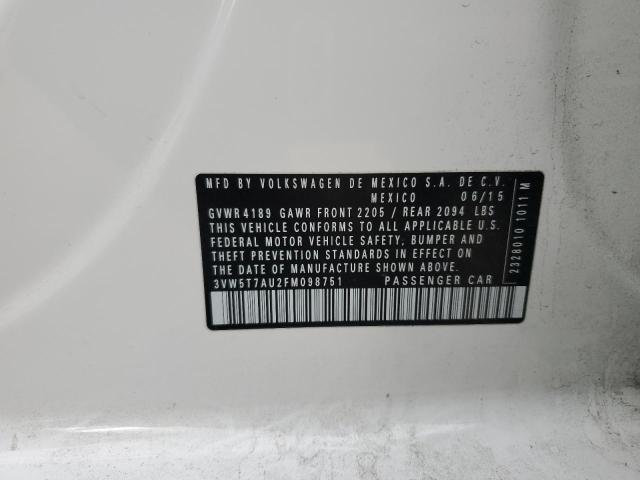 MFD BY VOLKSWAGEN DE MEXICO S.A. DE C.V.
MEXICO 06/15
GVWR 4189 GAWR FRONT 2205 / REAR 2094 LBS
THIS VEHICLE CONFORMS TO ALL APPLICABLE U.S.
FEDERAL MOTOR VEHICLE SAFETY, BUMPER AND
THEFT PREVENTION STANDARDS IN EFFECT ON
THE DATE OF MANUFACTURE SHOWN ABOVE.
3VW5T7AU2FM098751 PASSENGER CAR
2328010 1011 M